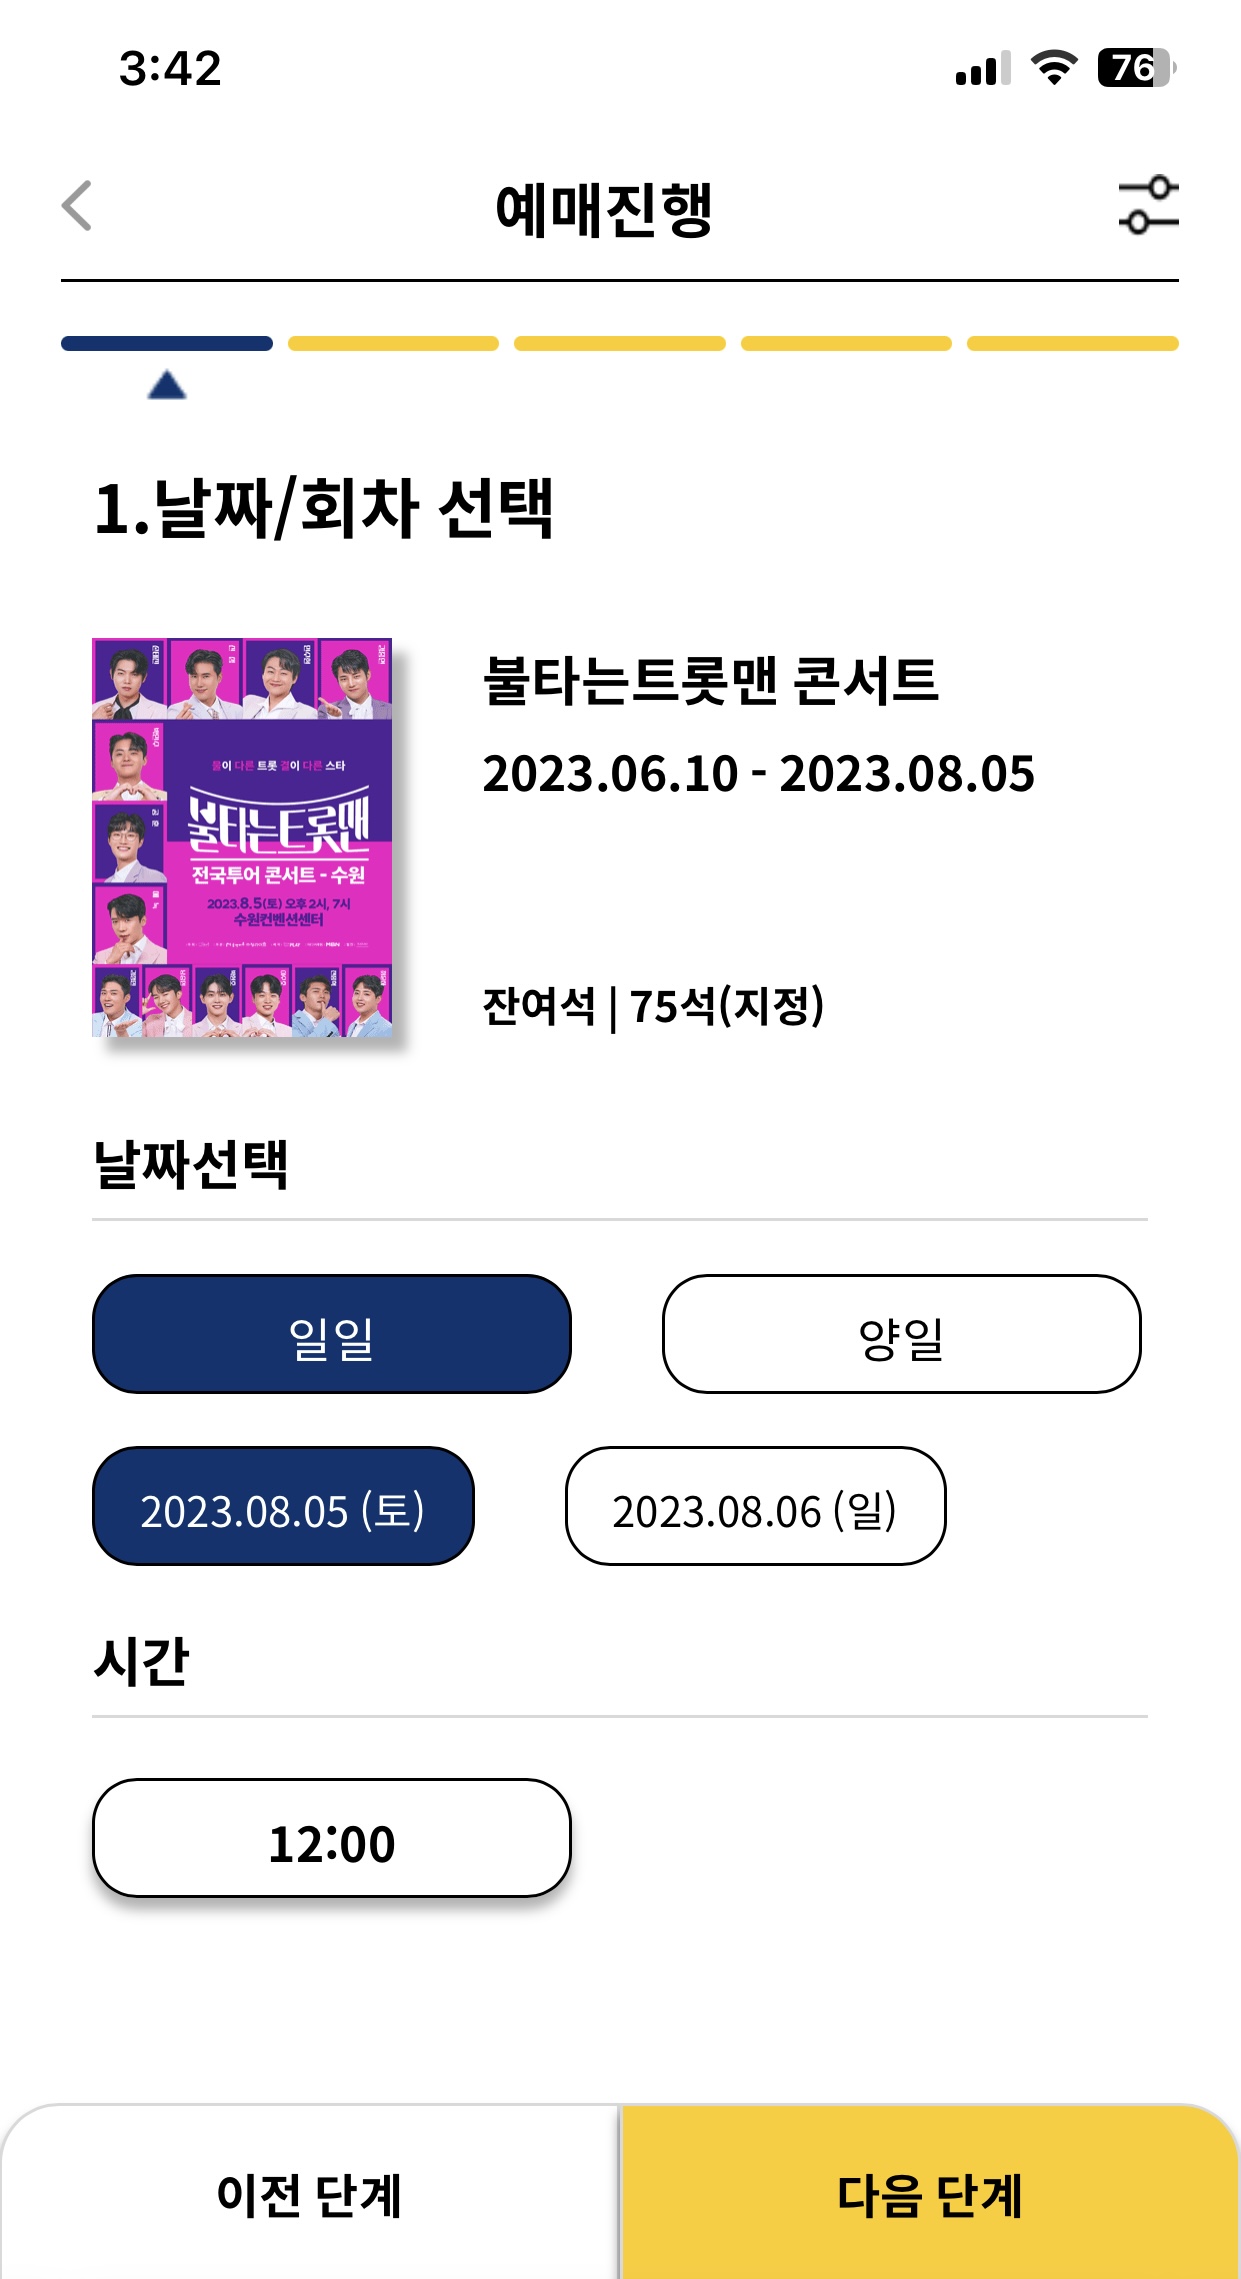 3:42
76
예매진행
1.날짜/회차 선택
불타는트롯맨 콘서트
2023.06.10 - 2023.08.05
물이 다른 트롯 결이 다른 스타
불타는트롯맨
전국투어 콘서트 - 수원
2023.8.5(토) 오후 2시, 7시
수원컨벤션센터
잔여석 | 75석(지정)
날짜선택
일일
양일
2023.08.05 (토)
2023.08.06 (일)
시간
12:00
이전 단계
다음 단계